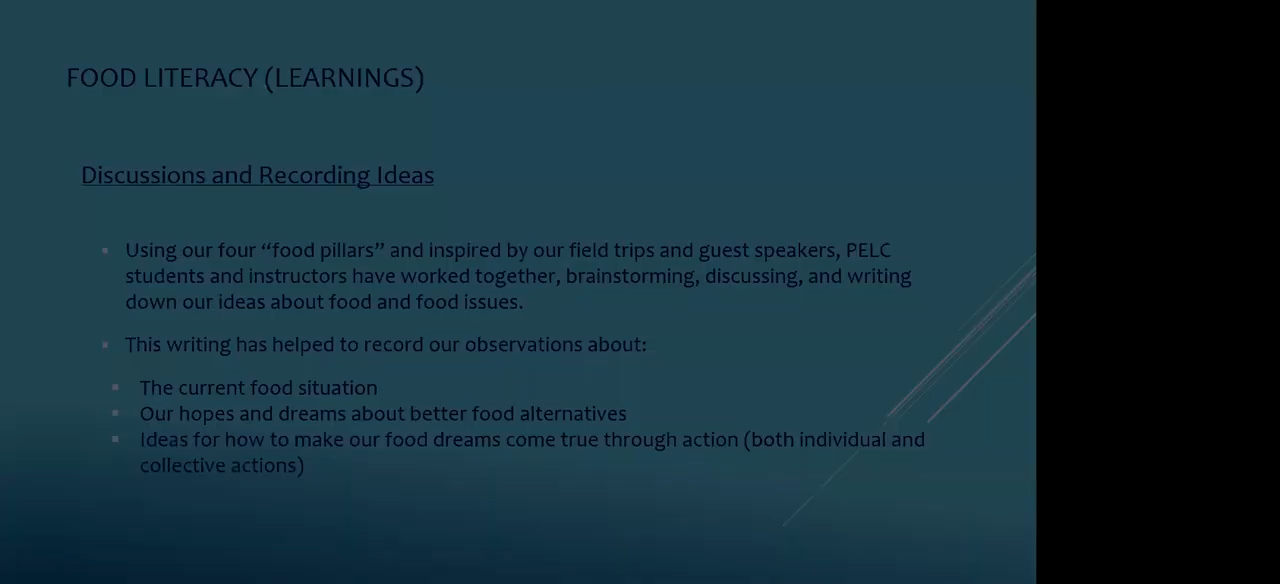 FOOD LITERACY (LEARNINGS)
Discussions and Recording Ideas
▪ Using our four “food pillars” and inspired by our field trips and guest speakers, PELC
students and instructors have worked together, brainstorming, discussing, and writing
down our ideas about food and food issues.
▪ This writing has helped to record our observations about:
▪ The current food situation
▪ Our hopes and dreams about better food alternatives
▪ Ideas for how to make our food dreams come true through action (both individual and
collective actions)